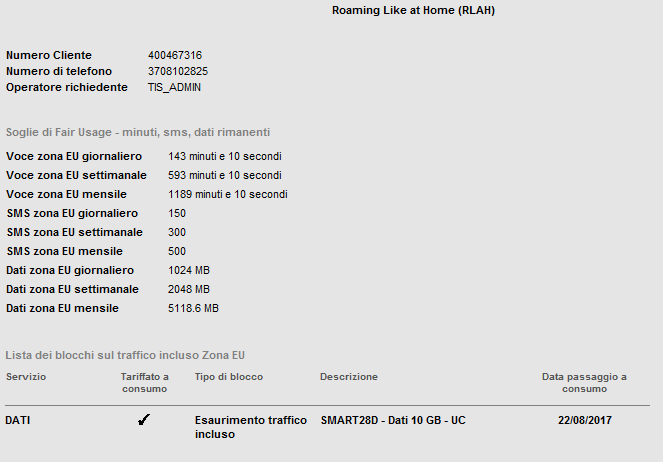 Roaming Like at Home (RLAH)
Numero Cliente 400467316
Numero di telefono 3708102825
Operatore richiedente TIS_ADMIN
Soglie di Fair Usage - minuti, sms, dati rimanenti
Voce zona EU giornaliero 143 minuti e 10 secondi
Voce zona EU settimanale 593 minuti e 10 secondi
Voce zona EU mensile 1189 minuti e 10 secondi
SMS zona EU giornaliero 150
SMS zona EU settimanale 300
SMS zona EU mensile 500
Dati zona EU giornaliero 1024 MB
Dati zona EU settimanale 2048 MB
Dati zona EU mensile 5118.6 MB
Lista dei blocchi sul traffico incluso Zona EU
Servizio Tariffato a Tipo di blocco Descrizione Data passaggio a
consumo consumo
DATI ✓ Esaurimento traffico SMART28D - Dati 10 GB - UC 22/08/2017
incluso